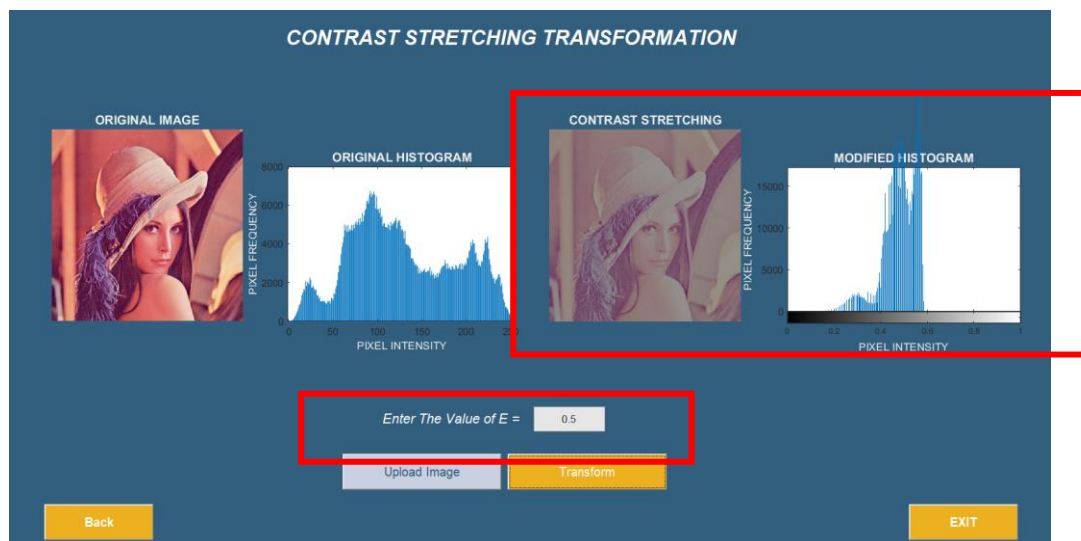 CONTRAST STRETCHING TRANSFORMATION
ORIGINAL IMAGE
ORIGINAL HISTOGRAM
8000
6000
4000
2000
0
PIXEL FREQUENCY
0 50 100 150 200 250
PIXEL INTENSITY
CONTRAST STRETCHING
MODIFIED HISTOGRAM
15000
10000
5000
0
PIXEL FREQUENCY
0 0.2 0.4 0.6 0.8 1
PIXEL INTENSITY
Enter The Value of E = 0.5
Upload Image Transform
Back EXIT